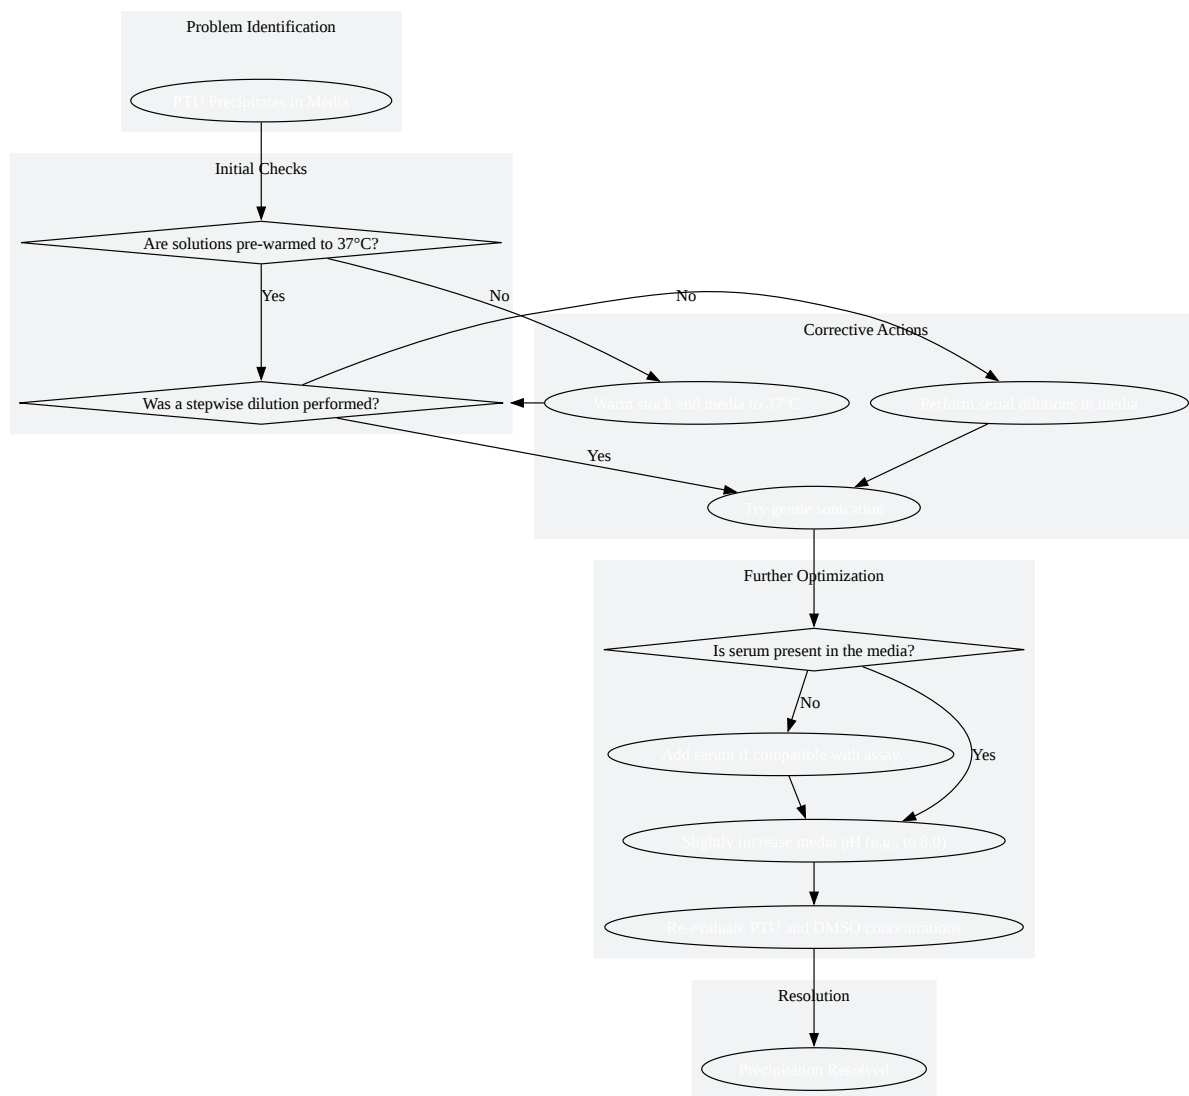 Problem Identification
PTU Precipitates in Media
Initial Checks
Are solutions pre-warmed to 37°C?
Yes
No
No
Corrective Actions
Was a stepwise dilution performed?
Warm stock and media to 37°C
Perform serial dilutions in media
Yes
Try gentle sonication
Further Optimization
Is serum present in the media?
No
Add serum if compatible with assay
Yes
Slightly increase media pH (e.g., to 8.0)
Re-evaluate PTU and DMSO concentrations
Resolution
Precipitation Resolved